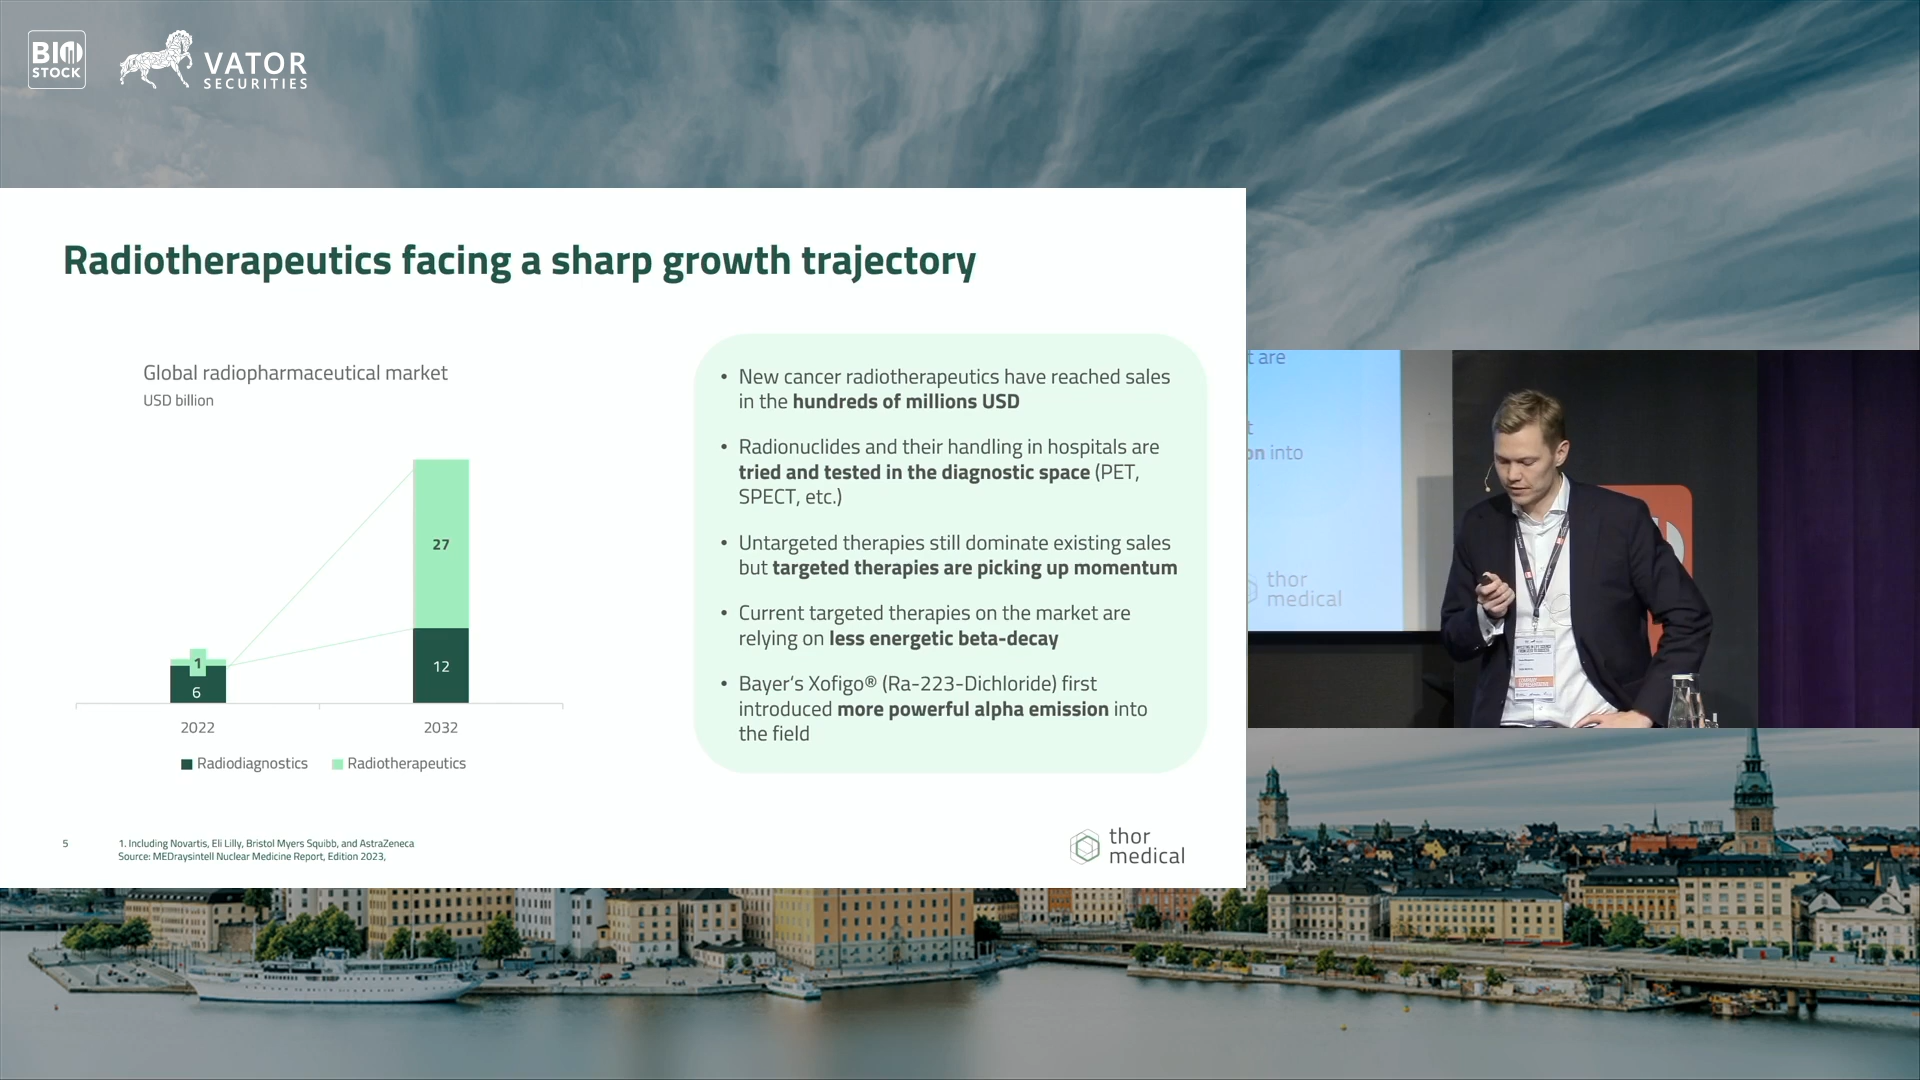 BIO
STOCK
VATOR
SECURITIES
Radiotherapeutics facing a sharp growth trajectory
Global radiopharmaceutical market
USD billion
27
12
1
6
2022
2032
Radiodiagnostics
Radiotherapeutics
• New cancer radiotherapeutics have reached sales
in the hundreds of millions USD
• Radionuclides and their handling in hospitals are
tried and tested in the diagnostic space (PET,
SPECT, etc.)
• Untargeted therapies still dominate existing sales
but targeted therapies are picking up momentum
• Current targeted therapies on the market are
relying on less energetic beta-decay
• Bayer‘s Xofigo® (Ra-223-Dichloride) first
introduced more powerful alpha emission into
the field
5
1. Including Novartis, Eli Lilly, Bristol Myers Squibb, and AstraZeneca
Source: MEDraysintell Nuclear Medicine Report, Edition 2023,
thor
medical
t are
t
on into
thor
medical